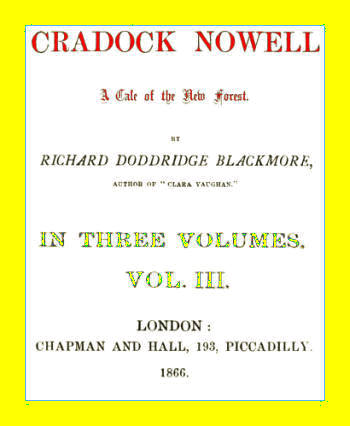 CRADOCK NOWELL
A Tale of the New Forest.
BY
RICHARD DODDRIDGE BLACKMORE,
AUTHOR OF "CLARA VAUGHAN."
IN THREE VOLUMES.
VOL. III.
LONDON:
CHAPMAN AND HALL, 193, PICCADILLY.
1866.